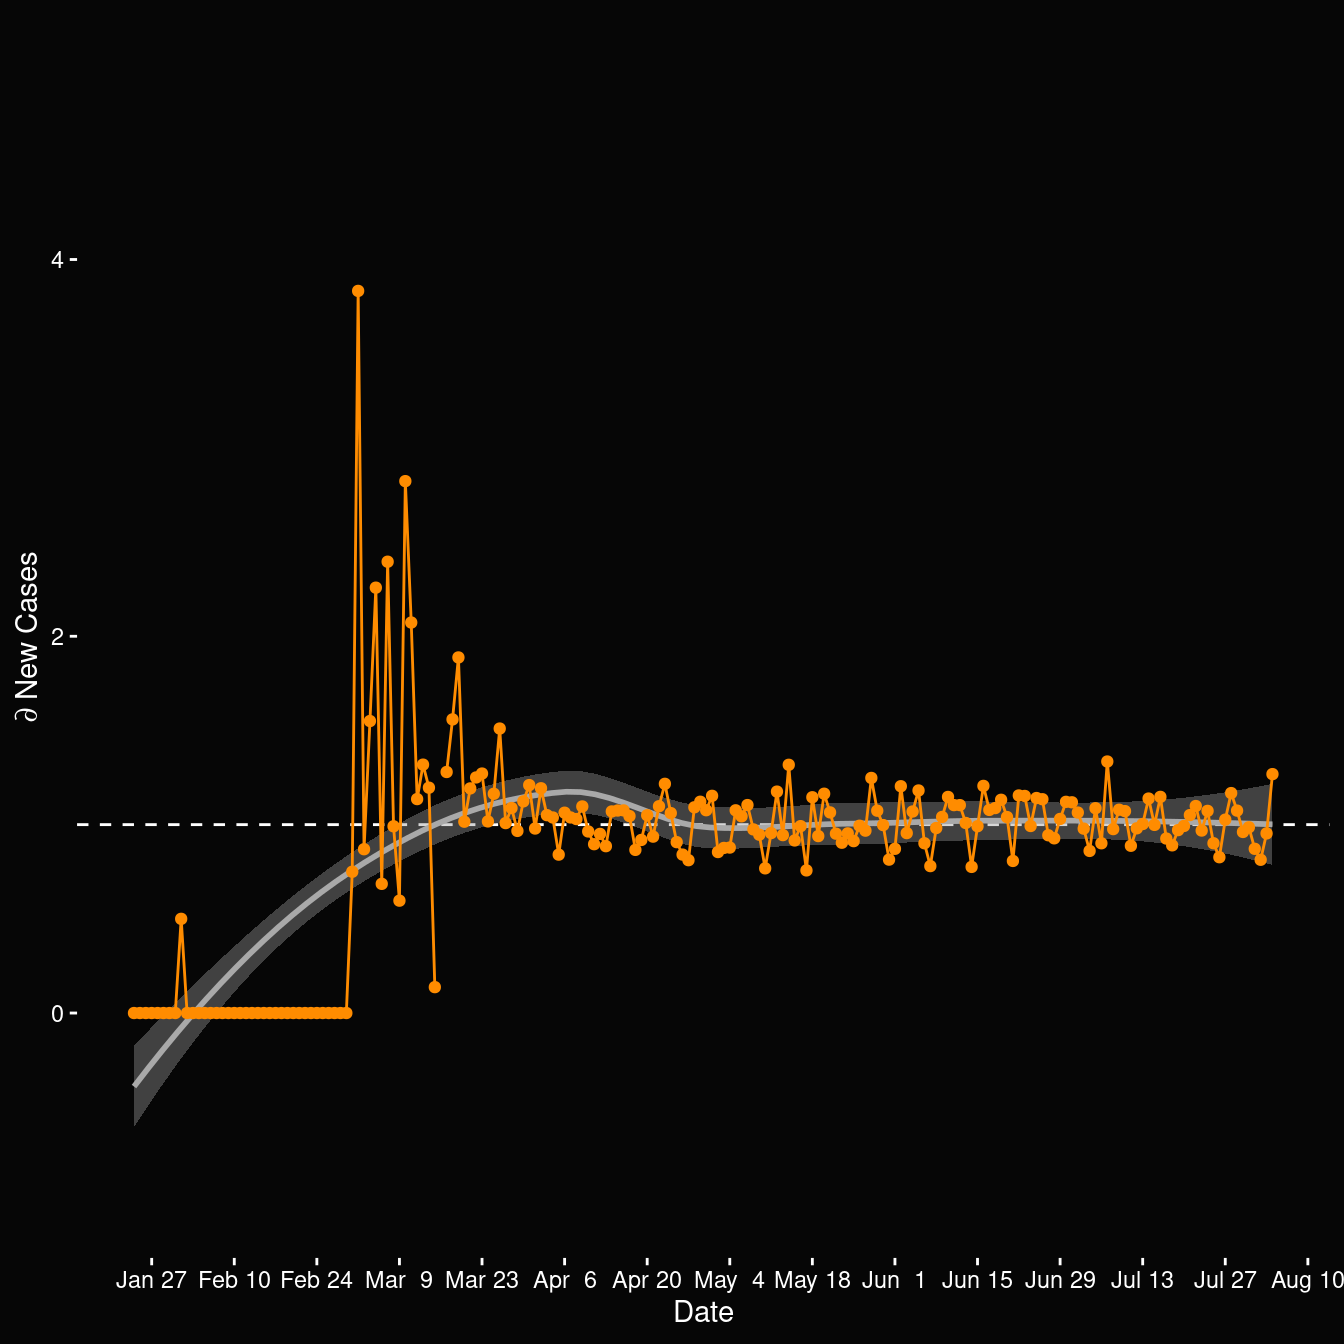 4
2
0
∂ New Cases
Jan 27 Feb 10 Feb 24 Mar 9 Mar 23 Apr 6 Apr 20 May 4 May 18 Jun 1 Jun 15 Jun 29 Jul 13 Jul 27 Aug 10
Date